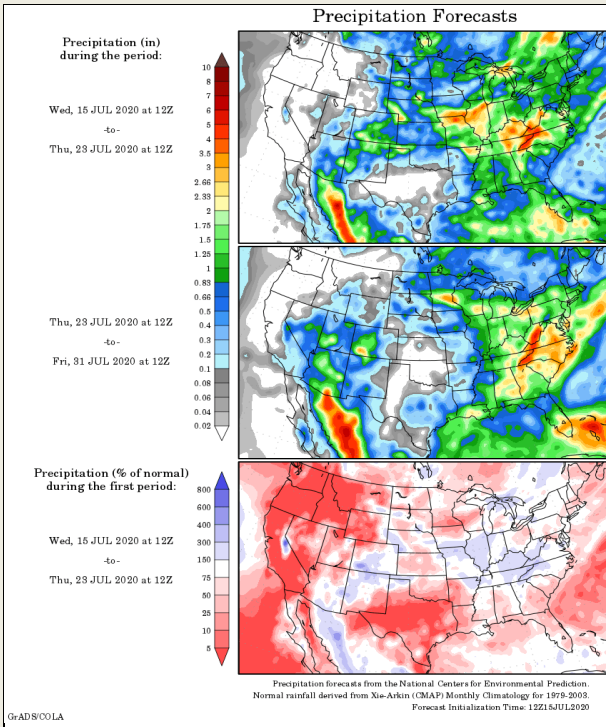 Precipitation Forecasts
Precipitation (in)
during the period:
Wed, 15 JUL 2020 at 12Z
-to-
Thu, 23 JUL 2020 at 12Z
10
8
7
6
5
4
3.5
3
2.66
2.33
2
1.75
1.5
1.25
1
0.83
0.66
0.5
0.4
0.3
0.2
0.1
0.08
0.06
0.04
0.02
Thu, 23 JUL 2020 at 12Z
-to-
Fri, 31 JUL 2020 at 12Z
Precipitation (% of normal)
during the first period:
Wed, 15 JUL 2020 at 12Z
-to-
Thu, 23 JUL 2020 at 12Z
800
600
400
300
150
75
50
25
10
5
Precipitation forecasts from the National Centers for Environmental Prediction.
Normal rainfall derived from Xie-Arkin (CMAP) Monthly Climatology for 1979-2003.
Forecast Initialization Time: 12Z15JUL2020
GrADS/COLA